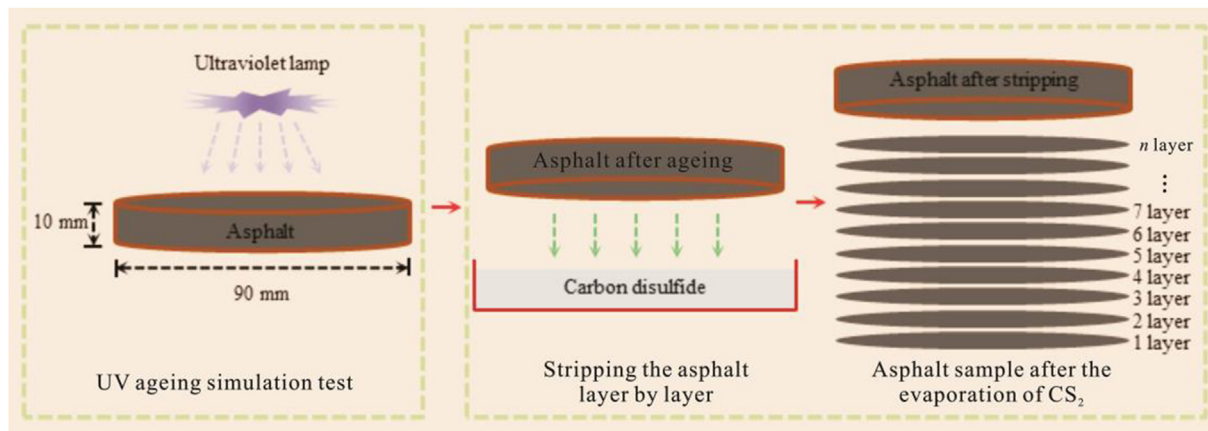 Ultraviolet lamp
10 mm
Asphalt
90 mm
UV ageing simulation test
Asphalt after ageing
Carbon disulfide
Stripping the asphalt
layer by layer
Asphalt after stripping
n layer
⋮
7 layer
6 layer
5 layer
4 layer
3 layer
2 layer
1 layer
Asphalt sample after the
evaporation of CS₂